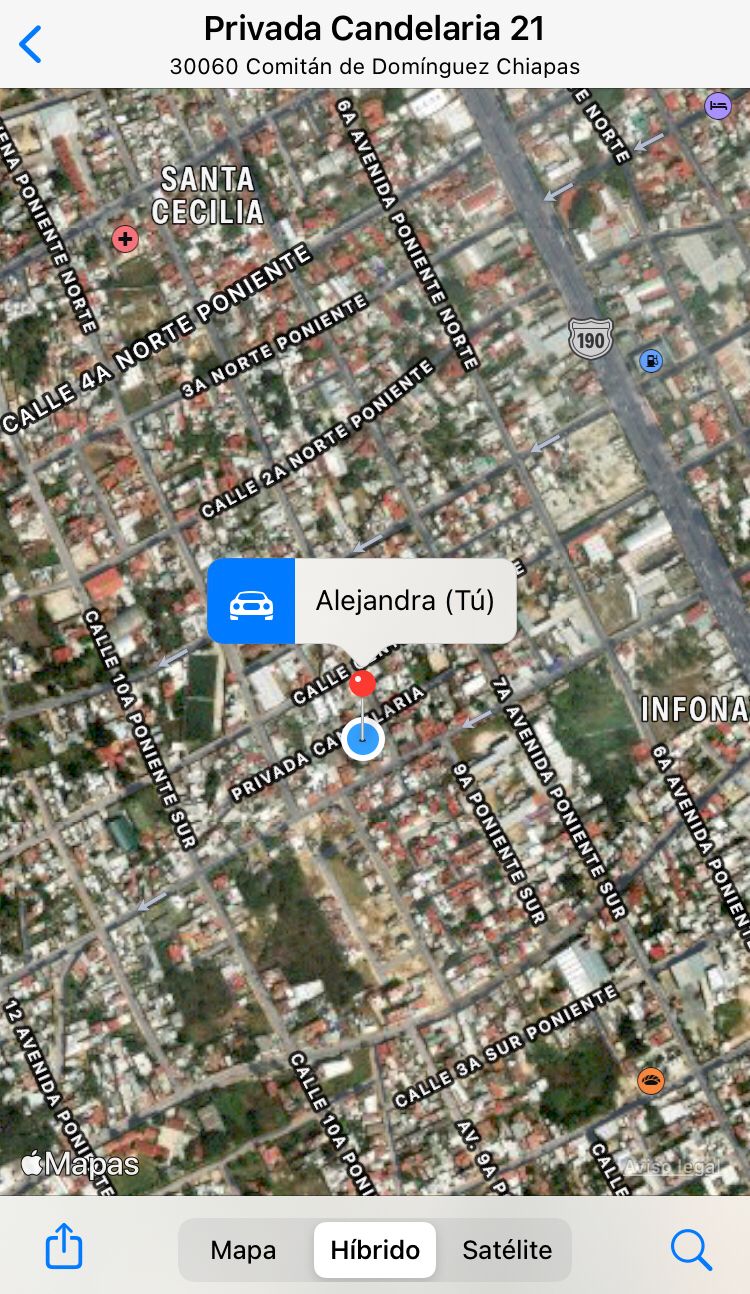 Privada Candelaria 21
30060 Comitán de Domínguez Chiapas
6A AVENIDA PONIENTE NORTE
E NORTE
ENA PONIENTE NORTE
SANTA
CECILIA
CALLE 4A NORTE PONIENTE
3A NORTE PONIENTE
190
CALLE 2A NORTE PONIENTE
Alejandra (Tú)
CALLE 10A PONIENTE SUR
CALLE
PRIVADA CANDELARIA
7A AVENIDA PONIENTE SUR
INFONA
9A PONIENTE SUR
6A AVENIDA PONIENTE
CALLE 3A SUR PONIENTE
12 AVENIDA PONIENTE
CALLE 10A PONI
AV. 9A P
CALLE
Mapas
Aviso legal
Mapa
Híbrido
Satélite